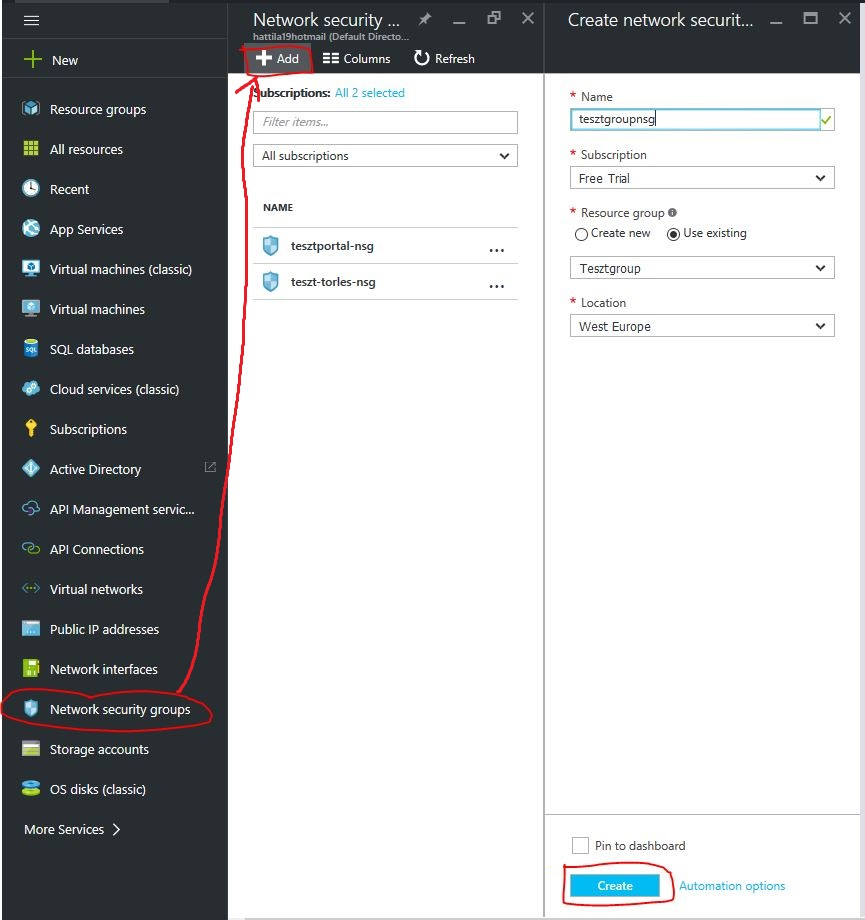 New
Resource groups
All resources
Recent
App Services
Virtual machines (classic)
Virtual machines
SQL databases
Cloud services (classic)
Subscriptions
Active Directory
API Management servic...
API Connections
Virtual networks
Public IP addresses
Network interfaces
Network security groups
Storage accounts
OS disks (classic)
More Services
Network security ...
hattila19hotmail (Default Directo...
Add Columns Refresh
Subscriptions: All 2 selected
Filter items...
All subscriptions
NAME
tesztportal-nsg ...
teszt-torles-nsg ...
Create network securit...
* Name
tesztgroupnsg
* Subscription
Free Trial
* Resource group
Create new Use existing
Tesztgroup
* Location
West Europe
Pin to dashboard
Create Automation options